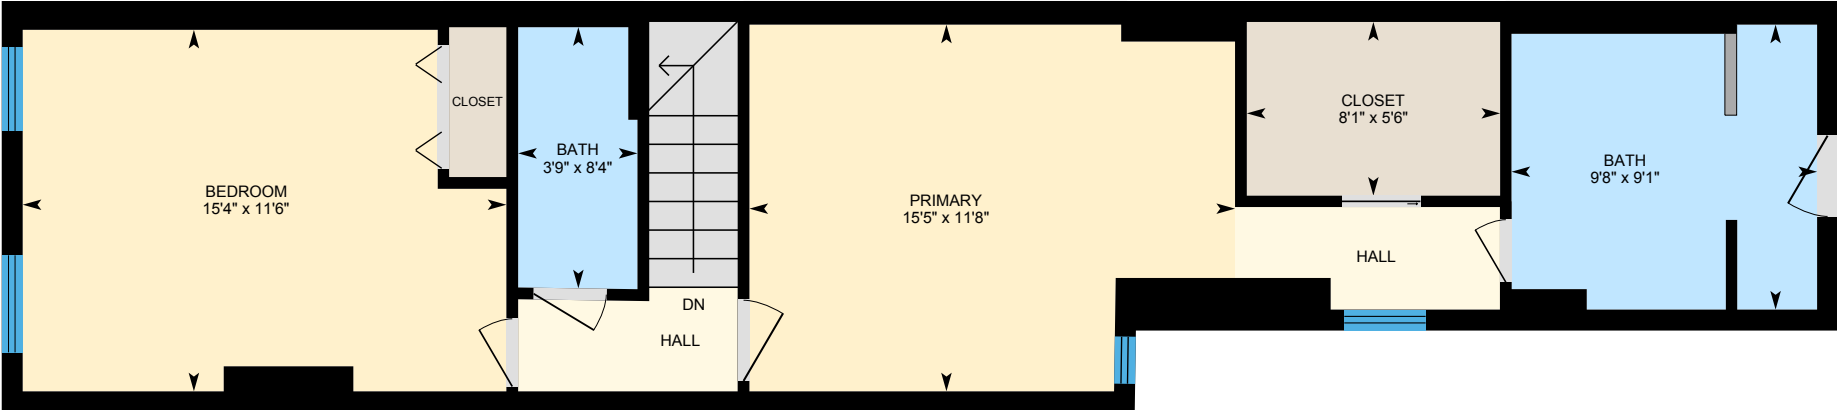 BEDROOM
15'4" x 11'6"
CLOSET
BATH
3'9" x 8'4"
DN
HALL
PRIMARY
15'5" x 11'8"
CLOSET
8'1" x 5'6"
HALL
BATH
9'8" x 9'1"